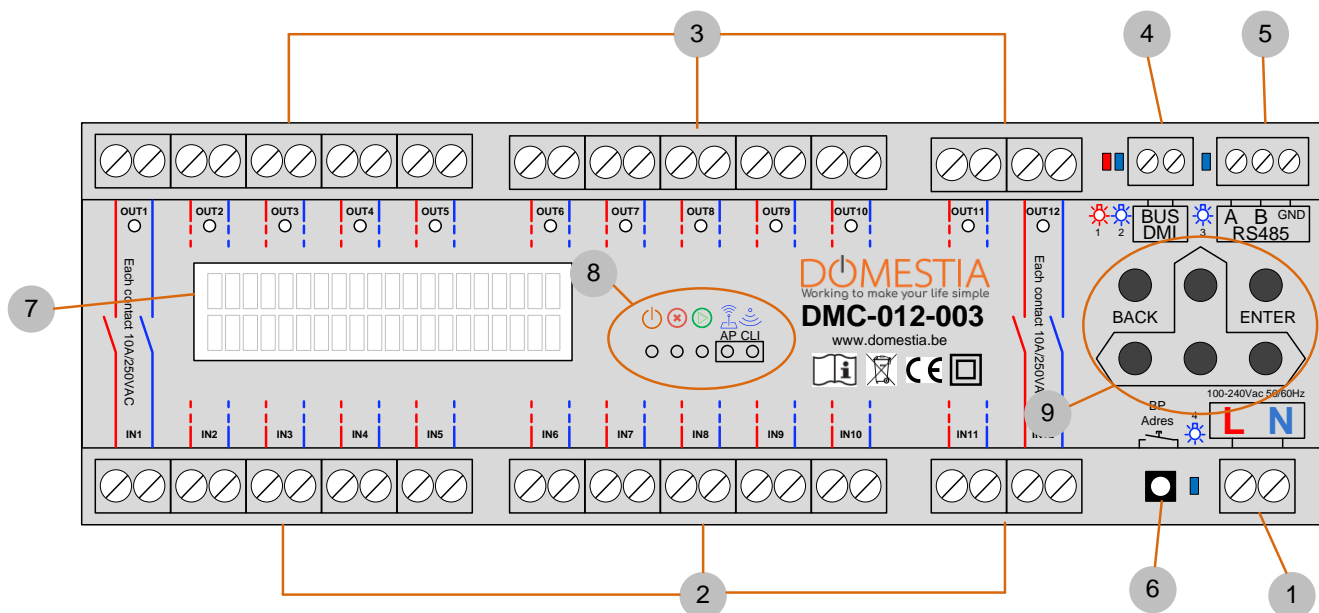 3
4
5
OUT1
OUT2
OUT3
OUT4
OUT5
OUT6
OUT7
OUT8
OUT9
OUT10
OUT11
OUT12
1
2
BUS
DMI
3
A B GND
RS485
7
8
Each contact 10A/250VAC
DOMESTIA
Working to make your life simple
DMC-012-003
www.domestia.be
AP CLI
i
CE
Each contact 10A/250VA
BACK
ENTER
9
100-240Vac 50/60Hz
BP
Adres
4
L N
IN1
IN2
IN3
IN4
IN5
IN6
IN7
IN8
IN9
IN10
IN11
2
6
1